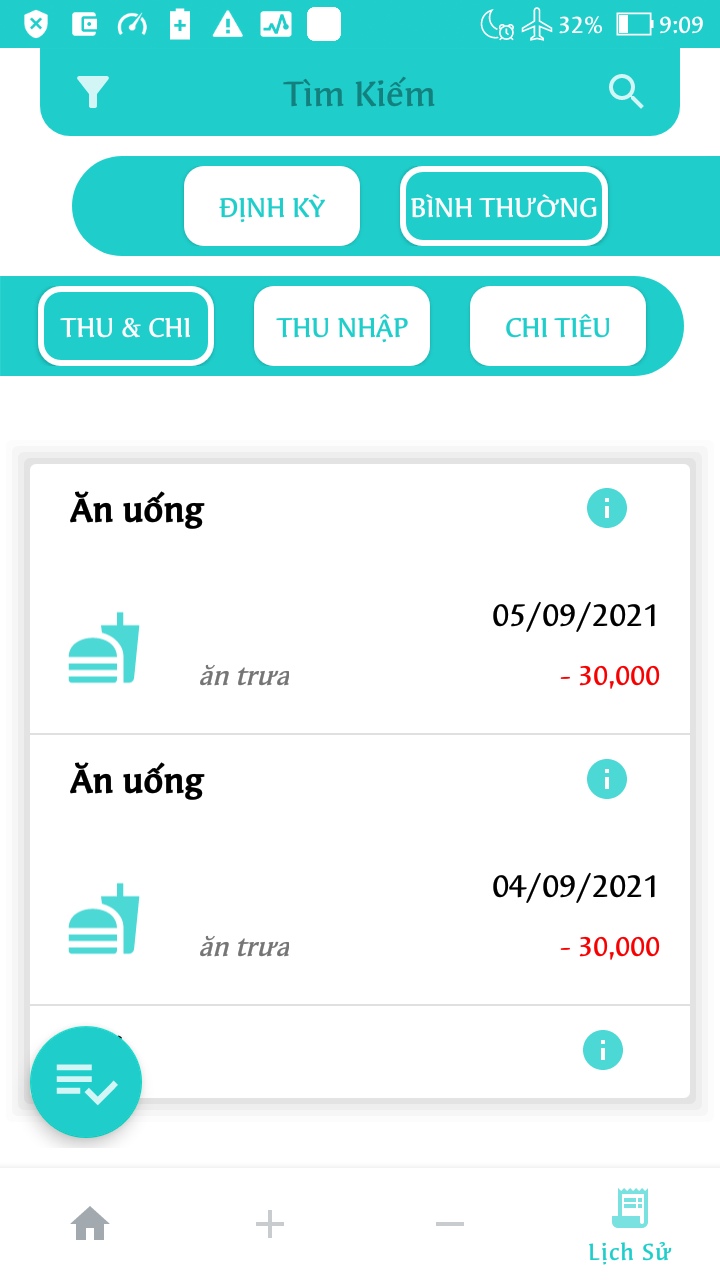 32% 9:09
Tìm Kiếm
ĐỊNH KỲ BÌNH THƯỜNG
THU & CHI THU NHẬP CHI TIÊU
Ăn uống
05/09/2021
ăn trưa - 30,000
Ăn uống
04/09/2021
ăn trưa - 30,000
Lịch Sử